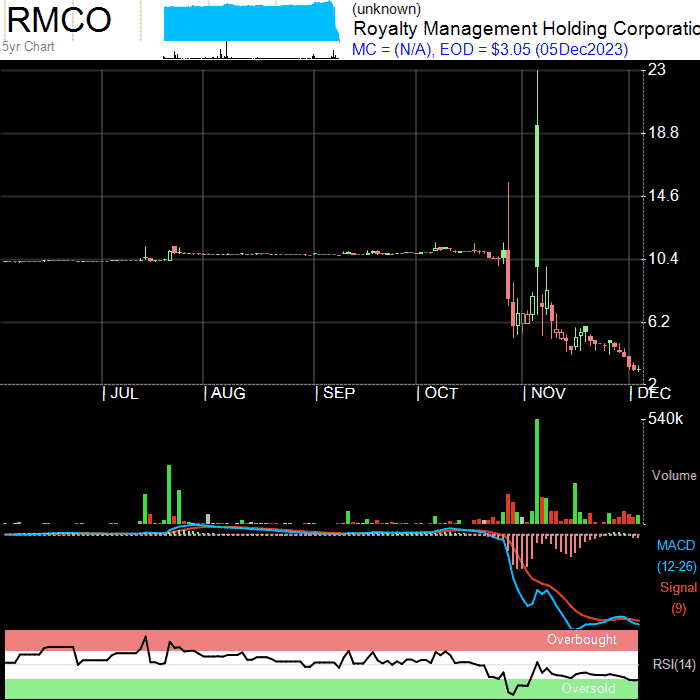 RMCO
5yr Chart
(unknown)
Royalty Management Holding Corporatio
MC = (N/A), EOD = $3.05 (05Dec2023)
23
18.8
14.6
10.4
6.2
2
JUL AUG SEP OCT NOV DEC
540k
Volume
MACD
(12-26)
Signal
(9)
Overbought
RSI(14)
Oversold